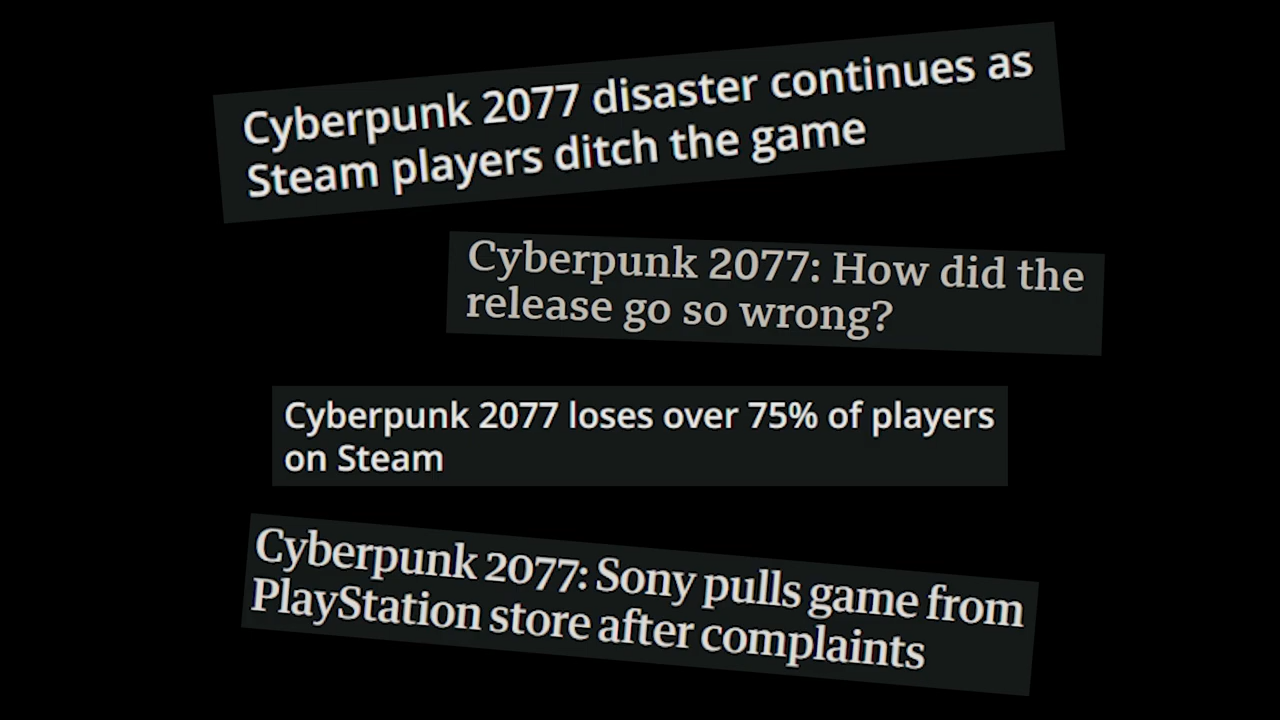 Cyberpunk 2077 disaster continues as
Steam players ditch the game
Cyberpunk 2077: How did the
release go so wrong?
Cyberpunk 2077 loses over 75% of players
on Steam
Cyberpunk 2077: Sony pulls game from
PlayStation store after complaints